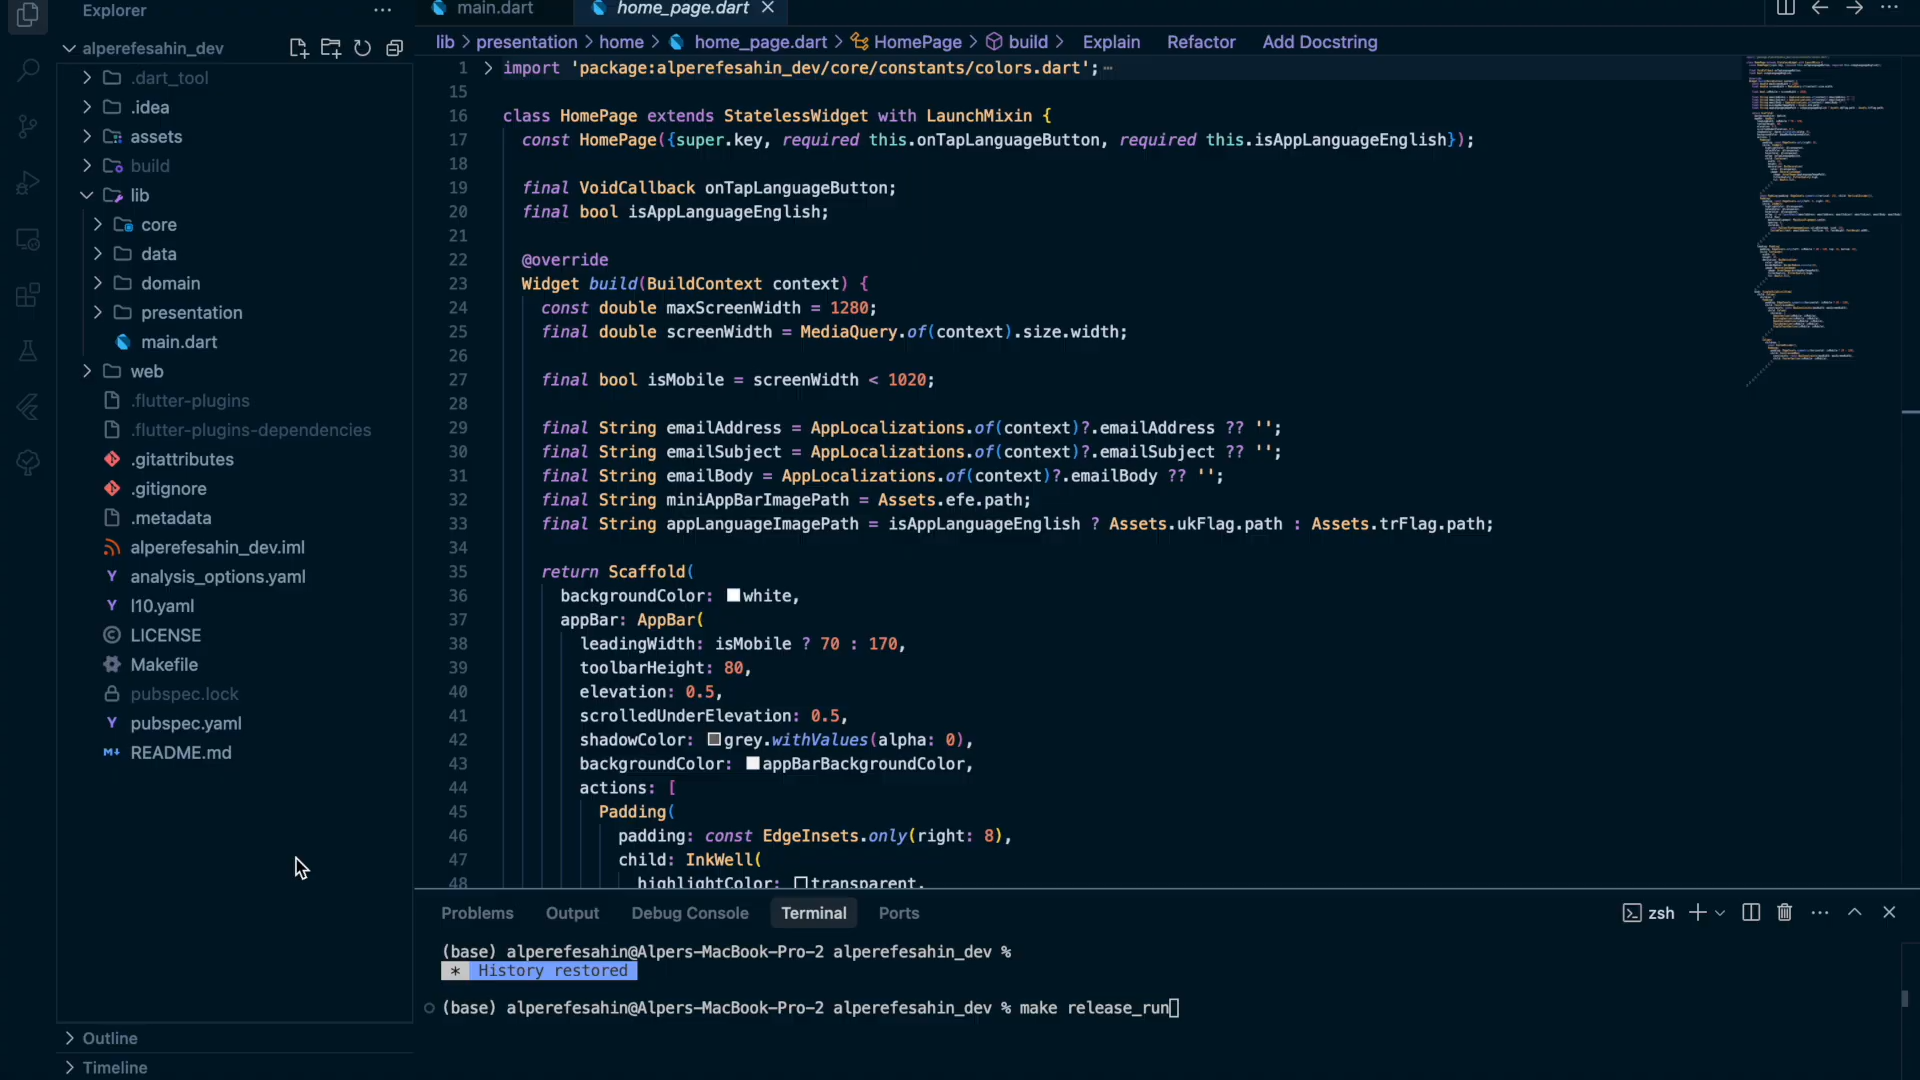 Explorer
alperefesahin_dev
.dart_tool
.idea
assets
build
lib
core
data
domain
presentation
main.dart
web
.flutter-plugins
.flutter-plugins-dependencies
.gitattributes
.gitignore
.metadata
alperefesahin_dev.iml
analysis_options.yaml
l10.yaml
LICENSE
Makefile
pubspec.lock
pubspec.yaml
README.md
Outline
Timeline
main.dart
home_page.dart
lib > presentation > home > home_page.dart > HomePage > build > Explain Refactor Add Docstring
1 import 'package:alperefesahin_dev/core/constants/colors.dart';
15
16 class HomePage extends StatelessWidget with LaunchMixin {
17 const HomePage({super.key, required this.onTapLanguageButton, required this.isAppLanguageEnglish});
18
19 final VoidCallback onTapLanguageButton;
20 final bool isAppLanguageEnglish;
21
22 @override
23 Widget build(BuildContext context) {
24 const double maxScreenWidth = 1280;
25 final double screenWidth = MediaQuery.of(context).size.width;
26
27 final bool isMobile = screenWidth < 1020;
28
29 final String emailAddress = AppLocalizations.of(context)?.emailAddress ?? '';
30 final String emailSubject = AppLocalizations.of(context)?.emailSubject ?? '';
31 final String emailBody = AppLocalizations.of(context)?.emailBody ?? '';
32 final String miniAppBarImagePath = Assets.efe.path;
33 final String appLanguageImagePath = isAppLanguageEnglish ? Assets.ukFlag.path : Assets.trFlag.path;
34
35 return Scaffold(
36 backgroundColor: white,
37 appBar: AppBar(
38 leadingWidth: isMobile ? 70 : 170,
39 toolbarHeight: 80,
40 elevation: 0.5,
41 scrolledUnderElevation: 0.5,
42 shadowColor: grey.withValues(alpha: 0),
43 backgroundColor: appBarBackgroundColor,
44 actions: [
45 Padding(
46 padding: const EdgeInsets.only(right: 8),
47 child: InkWell(
48 highlightColor: transparent,
Problems Output Debug Console Terminal Ports
zsh
(base) alperefesahin@Alpers-MacBook-Pro-2 alperefesahin_dev %
* History restored
(base) alperefesahin@Alpers-MacBook-Pro-2 alperefesahin_dev % make release_run